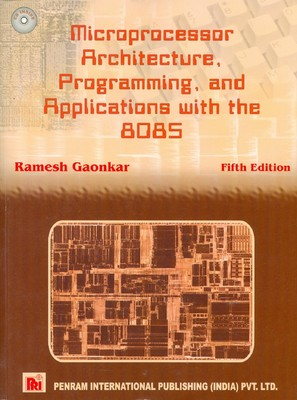 Microprocessor
Architecture,
Programming, and
Applications with the
8085
Ramesh Gaonkar
Fifth Edition
PRI
PENRAM INTERNATIONAL PUBLISHING (INDIA) PVT. LTD.